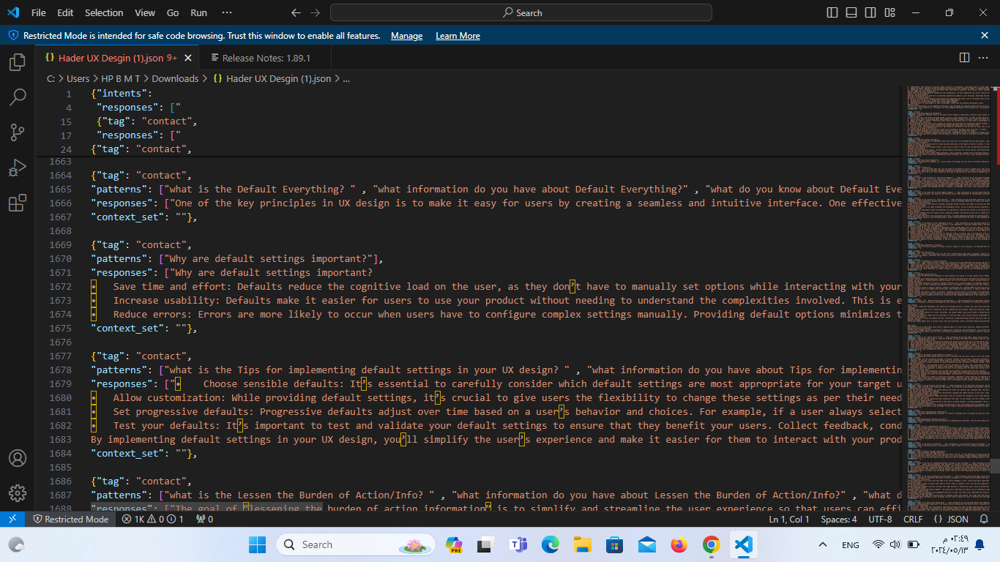 File Edit Selection View Go Run ··· Search
Restricted Mode is intended for safe code browsing. Trust this window to enable all features. Manage Learn More
{} Hader UX Desgin (1).json 9+ Release Notes: 1.89.1
C: > Users > HP B M T > Downloads > {} Hader UX Desgin (1).json > ...
1 {"intents":
4 "responses": ["
15 {"tag": "contact",
17 "responses": ["
24 {"tag": "contact",
1663
1664 {"tag": "contact",
1665 "patterns": ["what is the Default Everything? " , "what information do you have about Default Everything?" , "what do you know about Default Eve
1666 "responses": ["One of the key principles in UX design is to make it easy for users by creating a seamless and intuitive interface. One effective
1667 "context_set": ""},
1668
1669 {"tag": "contact",
1670 "patterns": ["Why are default settings important?"],
1671 "responses": ["Why are default settings important?
1672 • Save time and effort: Defaults reduce the cognitive load on the user, as they don’t have to manually set options while interacting with your
1673 • Increase usability: Defaults make it easier for users to use your product without needing to understand the complexities involved. This is e
1674 • Reduce errors: Errors are more likely to occur when users have to configure complex settings manually. Providing default options minimizes t
1675 "context_set": ""},
1676
1677 {"tag": "contact",
1678 "patterns": ["what is the Tips for implementing default settings in your UX design? " , "what information do you have about Tips for implementin
1679 "responses": ["• Choose sensible defaults: It’s essential to carefully consider which default settings are most appropriate for your target u
1680 • Allow customization: While providing default settings, it’s crucial to give users the flexibility to change these settings as per their need
1681 • Set progressive defaults: Progressive defaults adjust over time based on a user’s behavior and choices. For example, if a user always select
1682 • Test your defaults: It’s important to test and validate your default settings to ensure that they benefit your users. Collect feedback, cond
1683 By implementing default settings in your UX design, you’ll simplify the user’s experience and make it easier for them to interact with your prod
1684 "context_set": ""},
1685
1686 {"tag": "contact",
1687 "patterns": ["what is the Lessen the Burden of Action/Info? " , "what information do you have about Lessen the Burden of Action/Info?" , "what d
1688 "responses": ["The goal of “lessening the burden of action information” is to simplify and streamline the user experience so that users can effi
Restricted Mode 1K 0 1 0 Ln 1, Col 1 Spaces: 4 UTF-8 CRLF {} JSON
Search PRE ENG ٠٢:٤٩ م
٢٠٢٤/٠٥/١٣